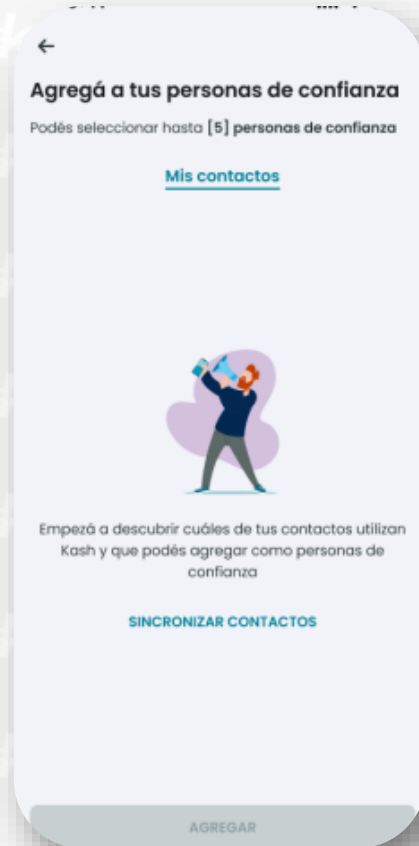 Agregá a tus personas de confianza
Podés seleccionar hasta [5] personas de confianza
Mis contactos
Empezá a descubrir cuáles de tus contactos utilizan
Kash y que podés agregar como personas de
confianza
SINCRONIZAR CONTACTOS
AGREGAR